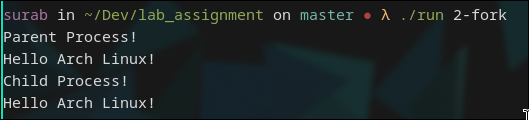 surab in ~/Dev/lab_assignment on master ● λ ./run 2-fork
Parent Process!
Hello Arch Linux!
Child Process!
Hello Arch Linux!